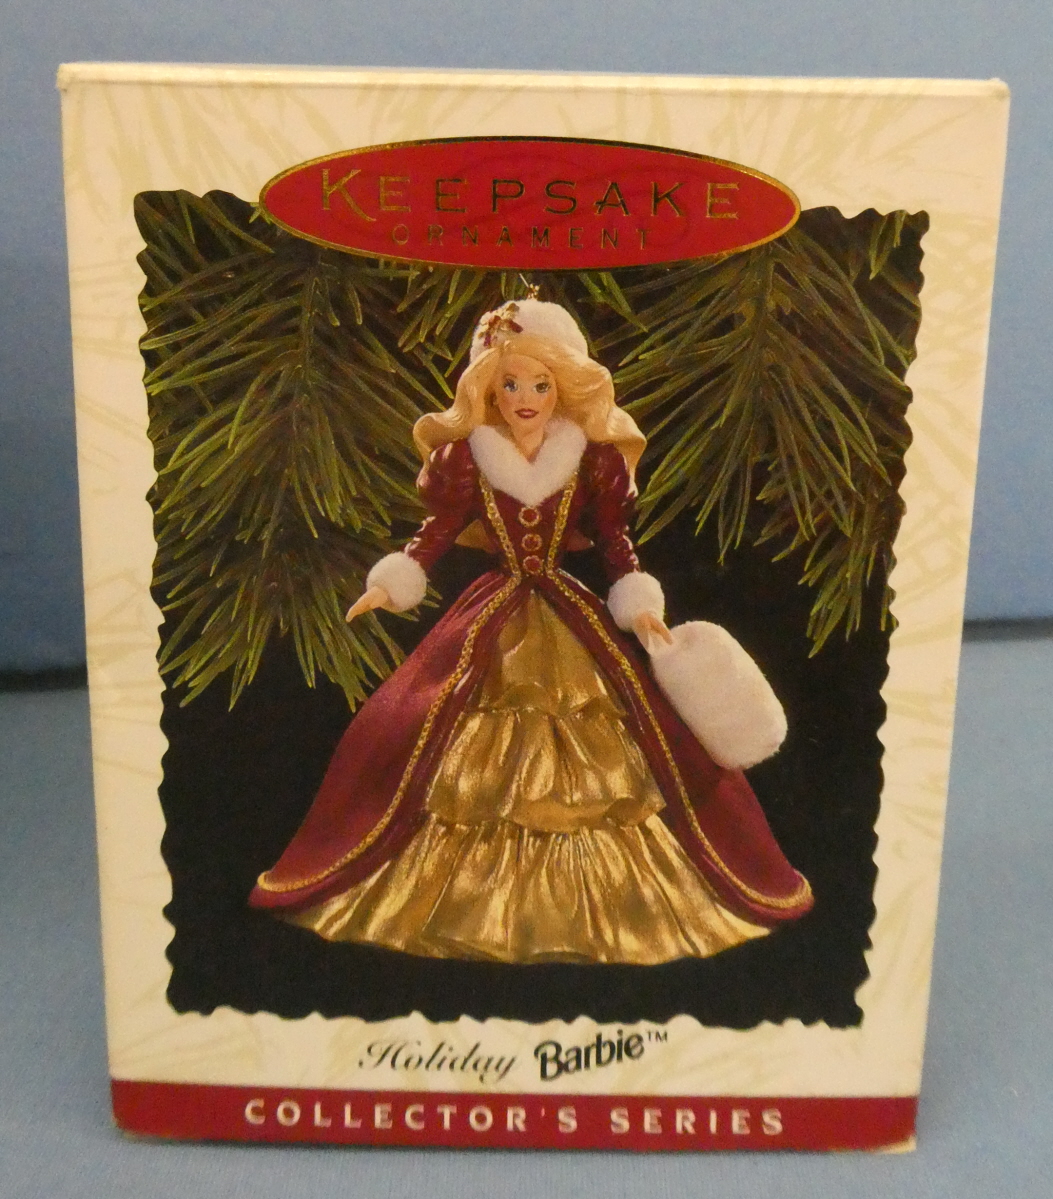 KEEPSAKE
ORNAMENT
Holiday Barbie™
COLLECTOR'S SERIES